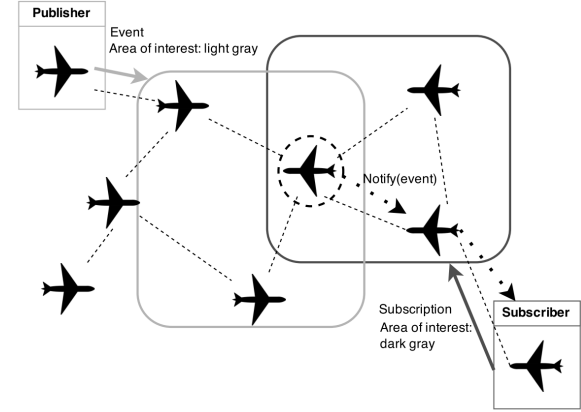 Publisher
Event
Area of interest: light gray
Notify(event)
Subscription
Area of interest:
dark gray
Subscriber